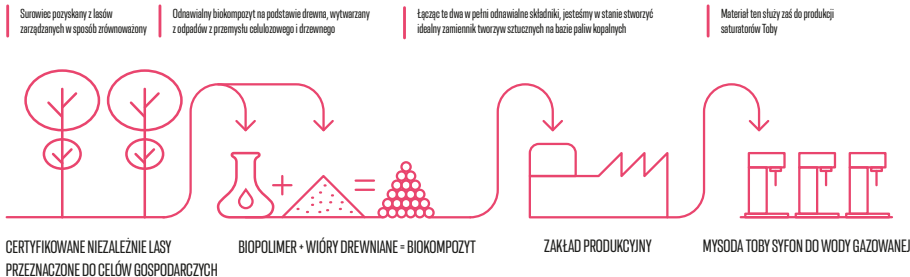 Surowiec pozyskany z lasów
zarządzanych w sposób zrównoważony
Odnawialny biokompozyt na podstawie drewna, wytwarzany
z odpadów z przemysłu celulozowego i drzewnego
Łącząc te dwa w pełni odnawialne składniki, jesteśmy w stanie stworzyć
idealny zamiennik tworzyw sztucznych na bazie paliw kopalnych
Materiał ten służy zaś do produkcji
saturatorów Toby
CERTYFIKOWANE NIEZALEŻNIE LASY
PRZEZNACZONE DO CELÓW GOSPODARCZYCH
BIOPOLIMER + WIÓRY DREWNIANE = BIOKOMPOZYT
ZAKŁAD PRODUKCYJNY
MYSODA TOBY SYFON DO WODY GAZOWANEJ